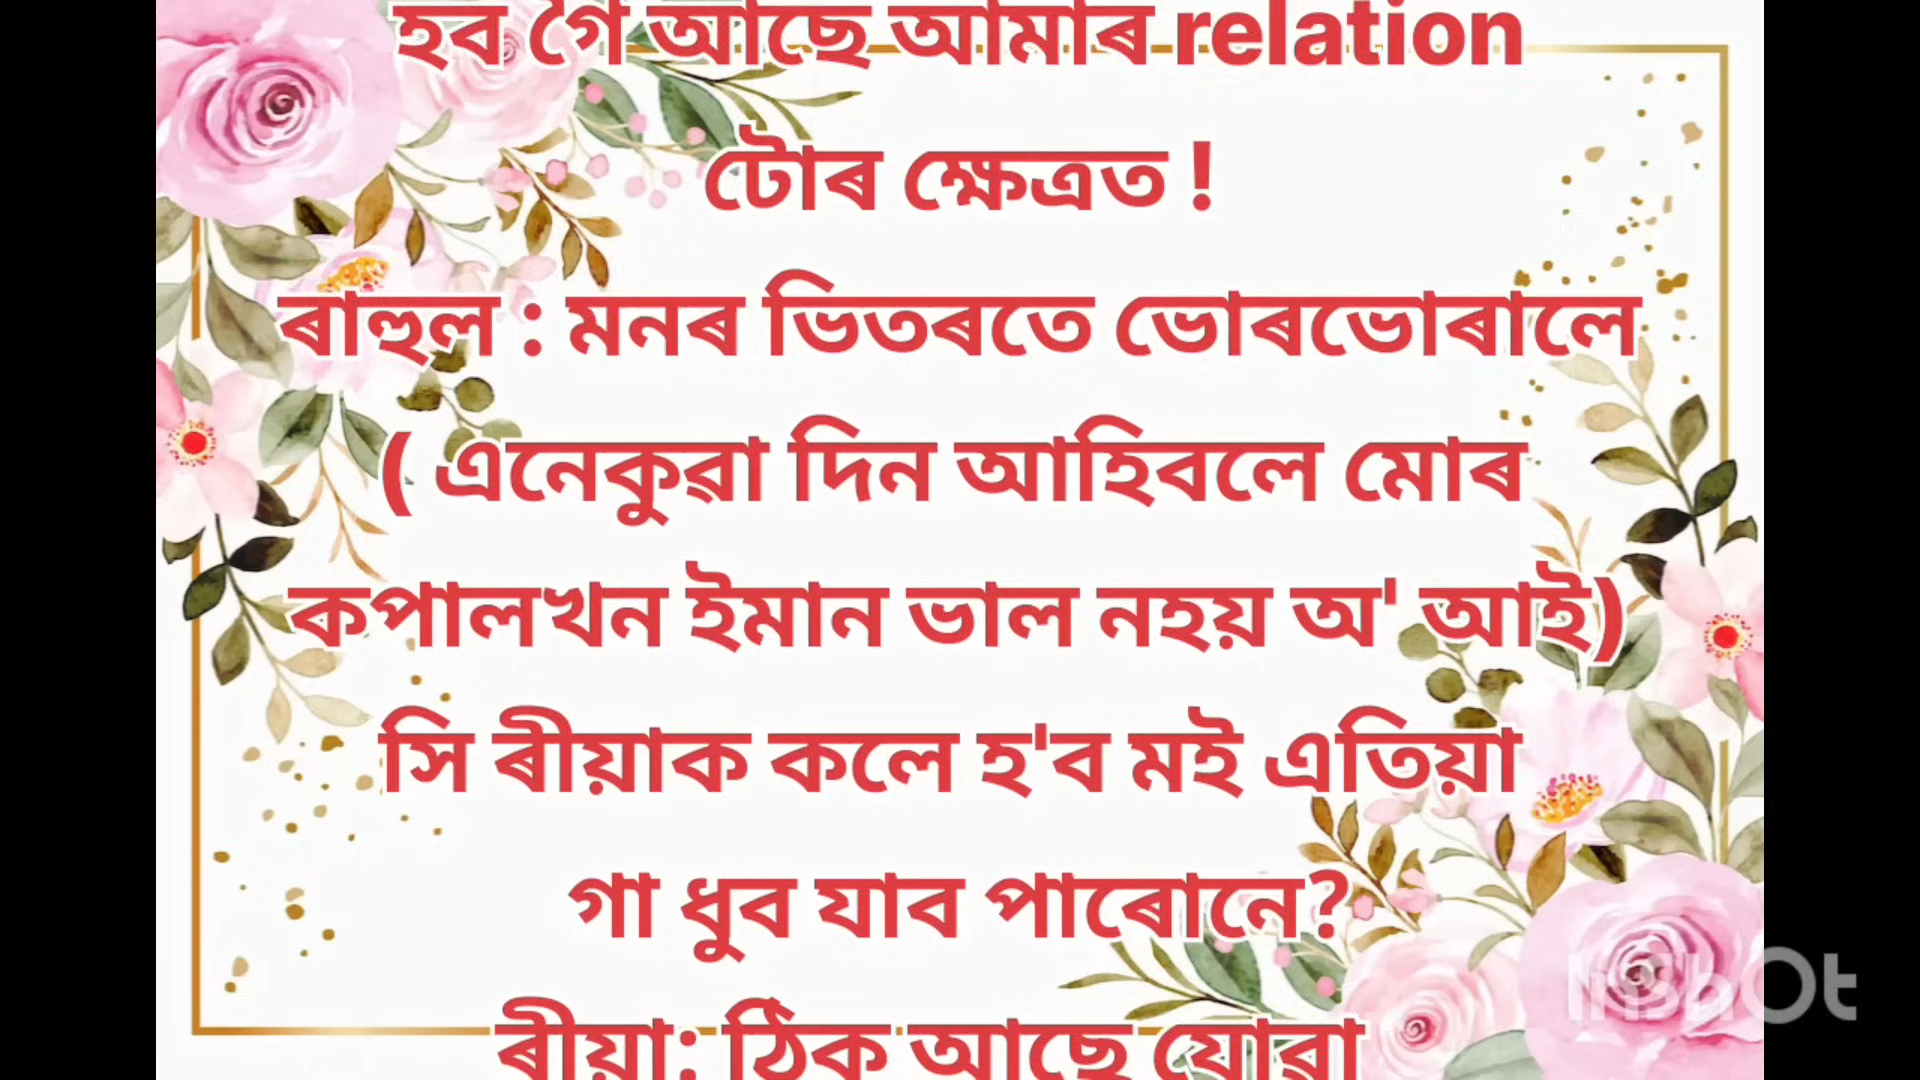 হব গৈ আছে আমাৰ relation
টোৰ ক্ষেত্ৰত !
ৰাহুল : মনৰ ভিতৰতে ভোৰভোৰালে
( এনেকুৱা দিন আহিবলে মোৰ
কপালখন ইমান ভাল নহয় অ' আই)
সি ৰীয়াক কলে হ'ব মই এতিয়া
গা ধুব যাব পাৰোনে?
ৰীয়া: ঠিক আছে যোৱা
InShOt